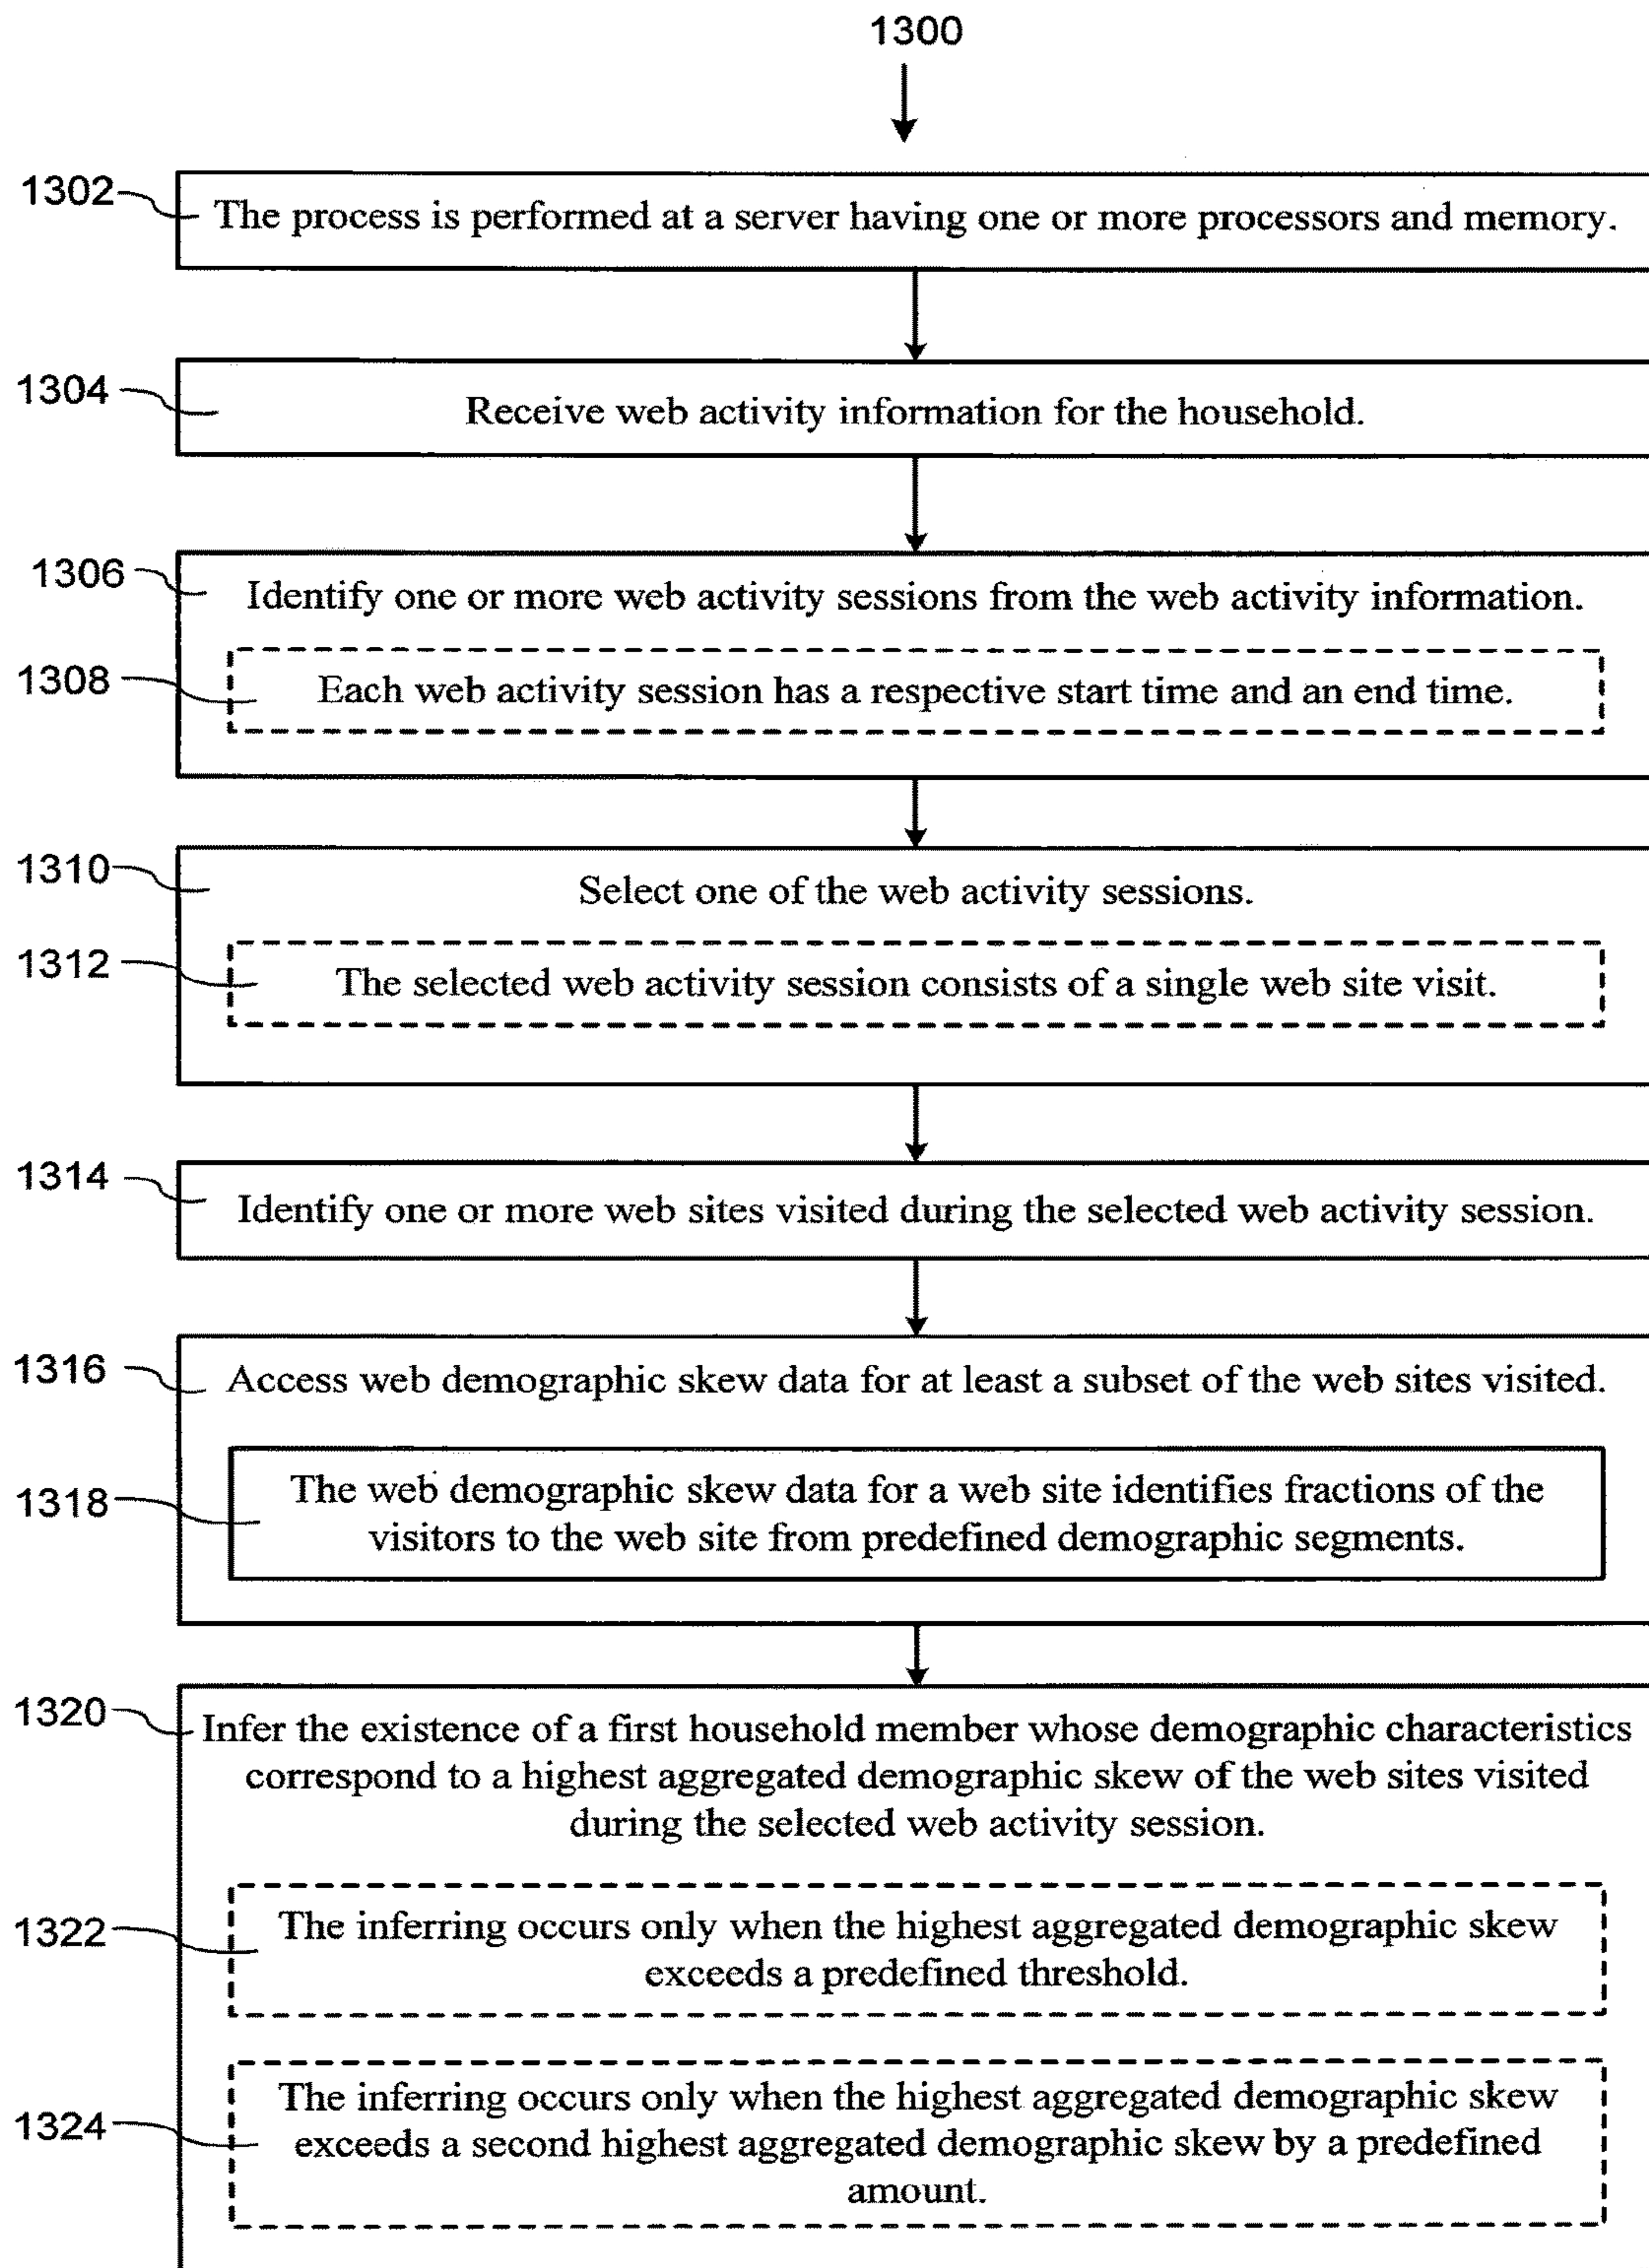 1300
1302
The process is performed at a server having one or more processors and memory.
1304
Receive web activity information for the household.
1306
Identify one or more web activity sessions from the web activity information.
1308
Each web activity session has a respective start time and an end time.
1310
Select one of the web activity sessions.
1312
The selected web activity session consists of a single web site visit.
1314
Identify one or more web sites visited during the selected web activity session.
1316
Access web demographic skew data for at least a subset of the web sites visited.
1318
The web demographic skew data for a web site identifies fractions of the
visitors to the web site from predefined demographic segments.
1320
Infer the existence of a first household member whose demographic characteristics
correspond to a highest aggregated demographic skew of the web sites visited
during the selected web activity session.
1322
The inferring occurs only when the highest aggregated demographic skew
exceeds a predefined threshold.
1324
The inferring occurs only when the highest aggregated demographic skew
exceeds a second highest aggregated demographic skew by a predefined
amount.